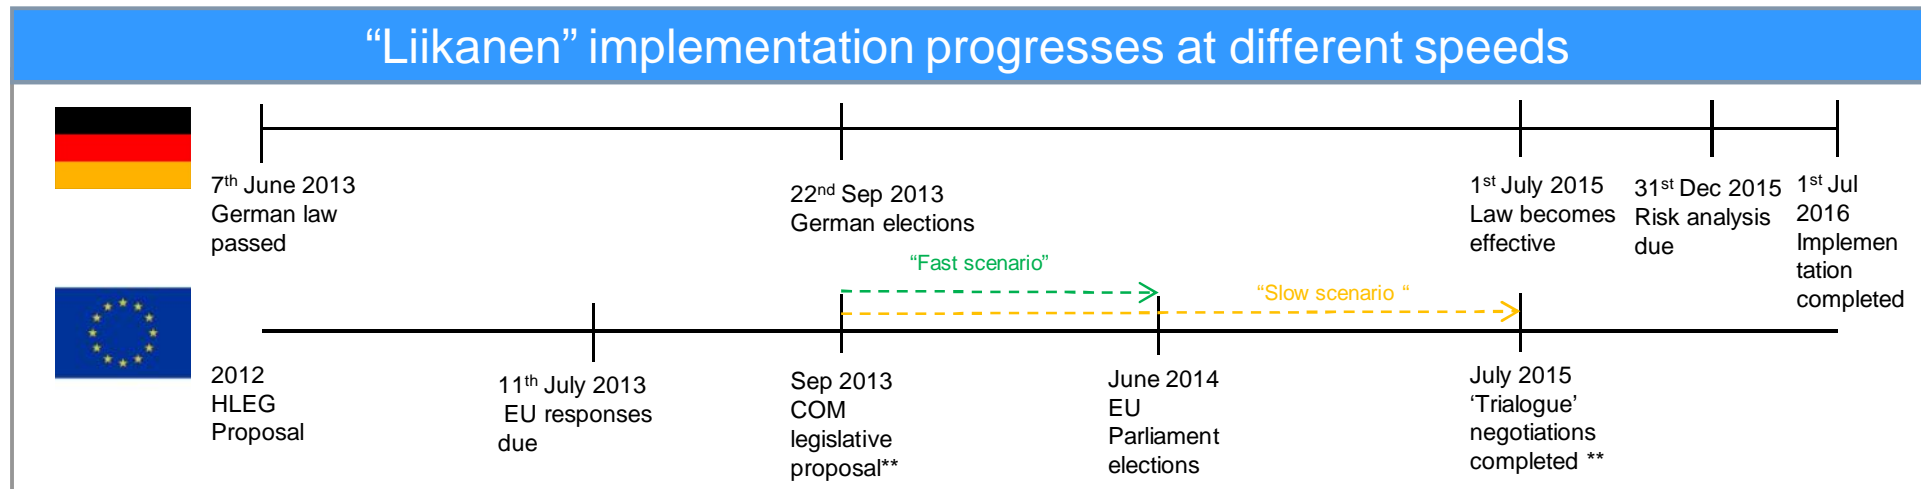 “Liikanen” implementation progresses at different speeds
7th June 2013
German law
passed
22nd Sep 2013
German elections
1st July 2015
Law becomes
effective
31st Dec 2015
Risk analysis
due
1st Jul
2016
Implemen
tation
completed
“Fast scenario”
“Slow scenario “
2012
HLEG
Proposal
11th July 2013
EU responses
due
Sep 2013
COM
legislative
proposal**
June 2014
EU
Parliament
elections
July 2015
‘Trialogue’
negotiations
completed **